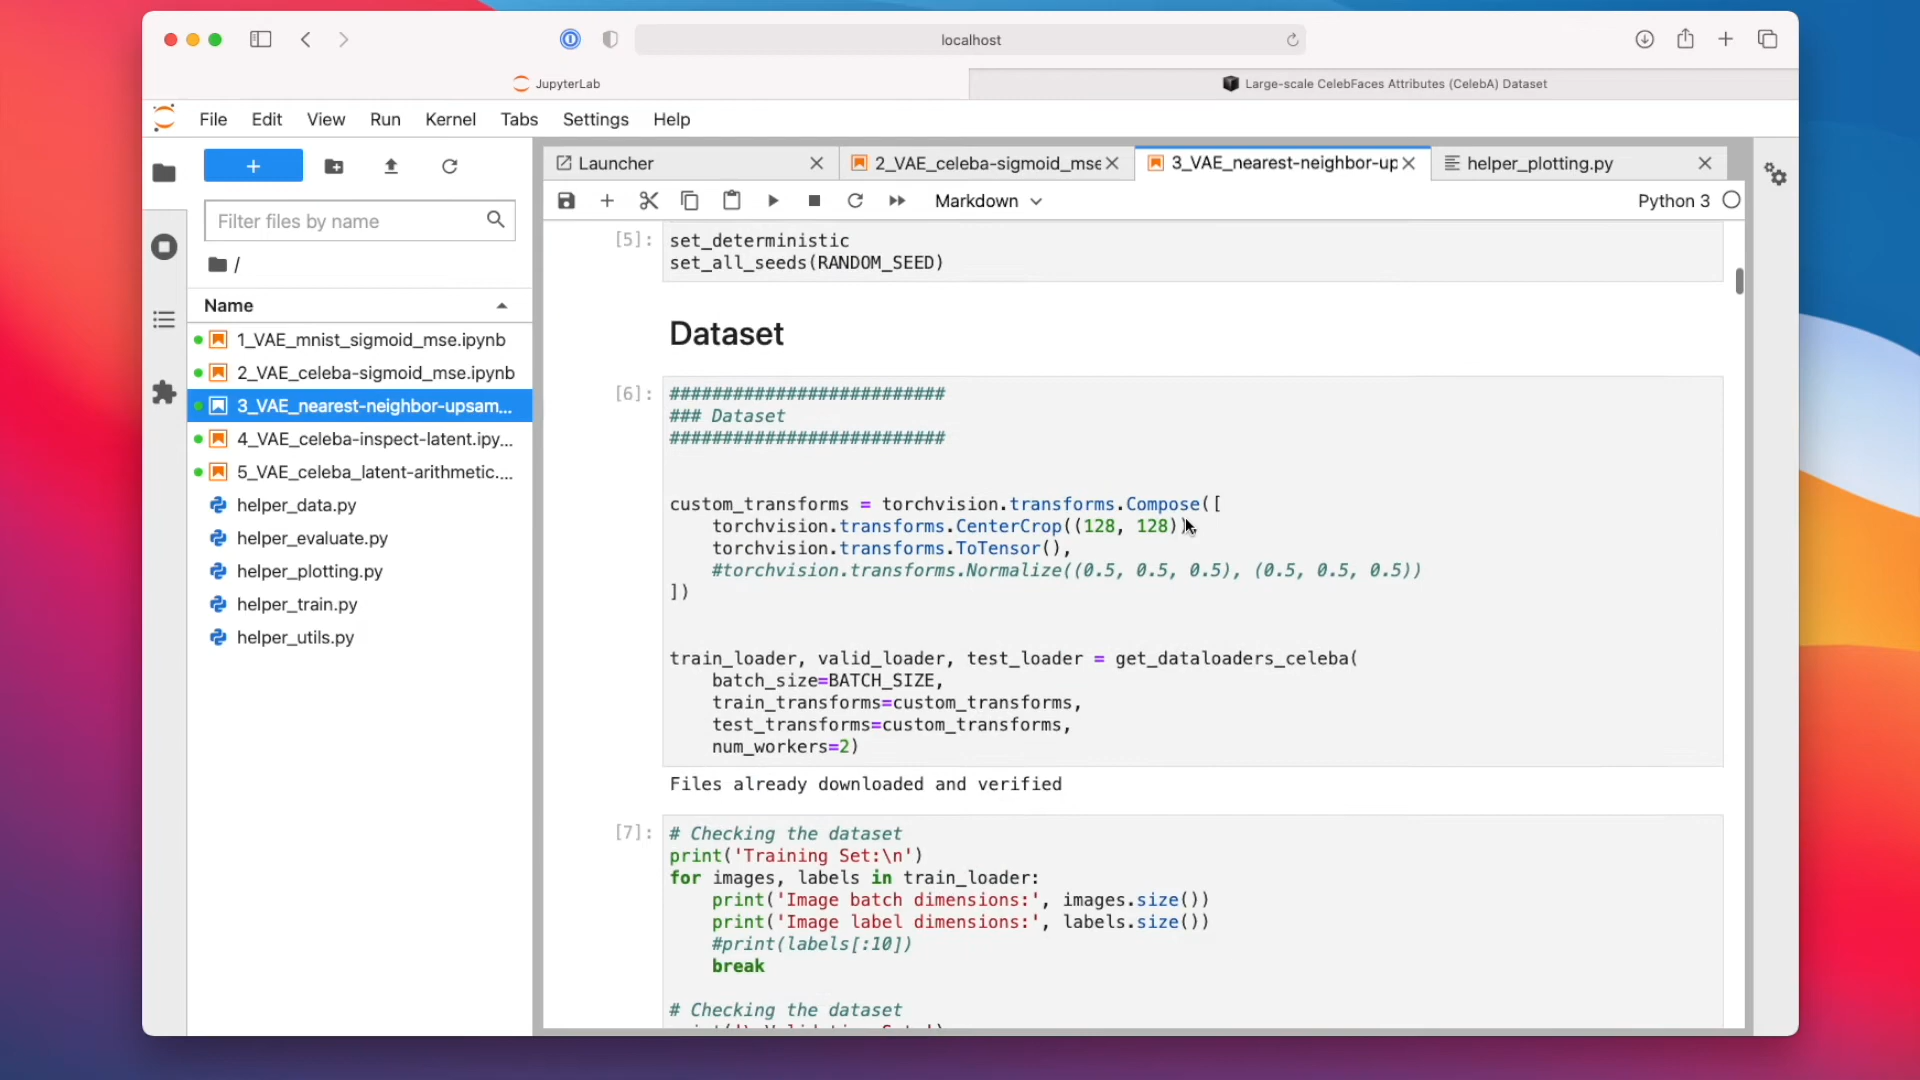 localhost
JupyterLab
Large-scale CelebFaces Attributes (CelebA) Dataset
File Edit View Run Kernel Tabs Settings Help
Launcher
2_VAE_celeba-sigmoid_mse
3_VAE_nearest-neighbor-up
helper_plotting.py
Markdown
Python 3
Filter files by name
/
Name
1_VAE_mnist_sigmoid_mse.ipynb
2_VAE_celeba-sigmoid_mse.ipynb
3_VAE_nearest-neighbor-upsam...
4_VAE_celeba-inspect-latent.ipy...
5_VAE_celeba_latent-arithmetic....
helper_data.py
helper_evaluate.py
helper_plotting.py
helper_train.py
helper_utils.py
[5]: set_deterministic
set_all_seeds(RANDOM_SEED)
Dataset
[6]: ##########################
### Dataset
##########################
custom_transforms = torchvision.transforms.Compose([
torchvision.transforms.CenterCrop((128, 128)),
torchvision.transforms.ToTensor(),
#torchvision.transforms.Normalize((0.5, 0.5, 0.5), (0.5, 0.5, 0.5))
])
train_loader, valid_loader, test_loader = get_dataloaders_celeba(
batch_size=BATCH_SIZE,
train_transforms=custom_transforms,
test_transforms=custom_transforms,
num_workers=2)
Files already downloaded and verified
[7]: # Checking the dataset
print('Training Set:\n')
for images, labels in train_loader:
print('Image batch dimensions:', images.size())
print('Image label dimensions:', labels.size())
#print(labels[:10])
break
# Checking the dataset